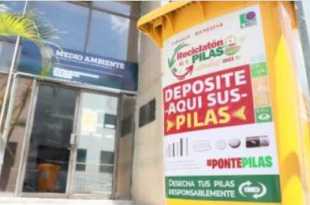 MEDIO AMBIENTE
Reciclatón
PILAS
DEPOSITE
AQUI SUS
PILAS
#PONTEPILAS
DESECHA TUS PILAS
RESPONSABLEMENTE